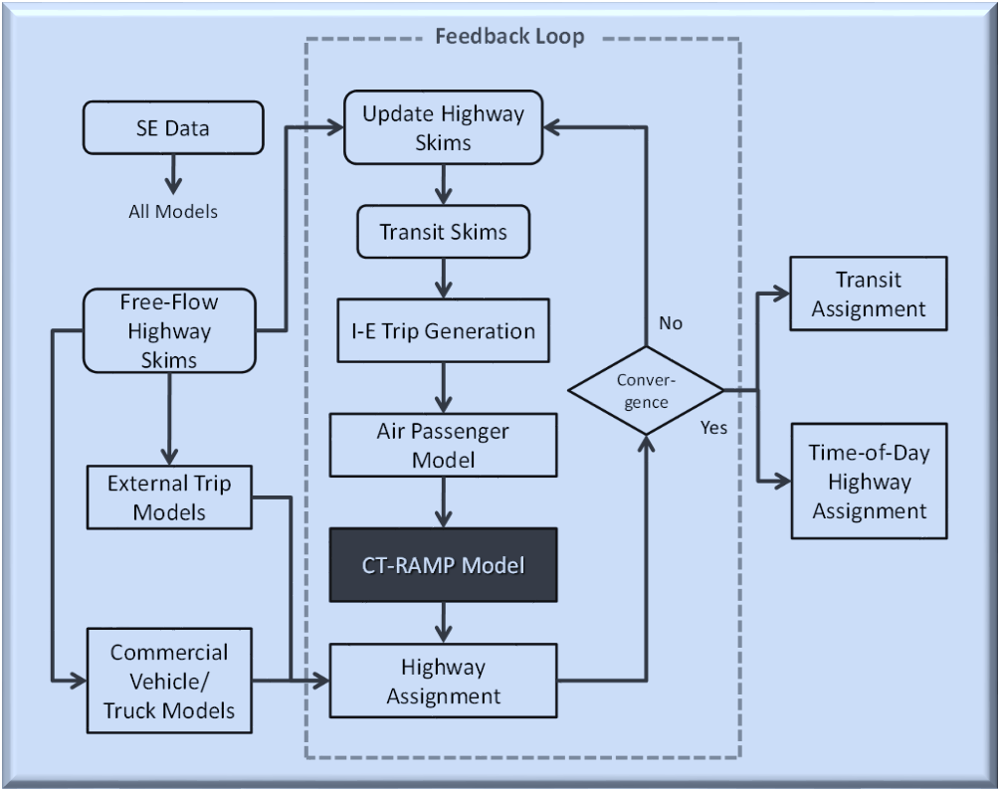 Feedback Loop
SE Data
All Models
Free-Flow
Highway
Skims
External Trip
Models
Commercial
Vehicle/
Truck Models
Update Highway
Skims
Transit Skims
I-E Trip Generation
Air Passenger
Model
CT-RAMP Model
Highway
Assignment
No
Conver-
gence
Yes
Transit
Assignment
Time-of-Day
Highway
Assignment